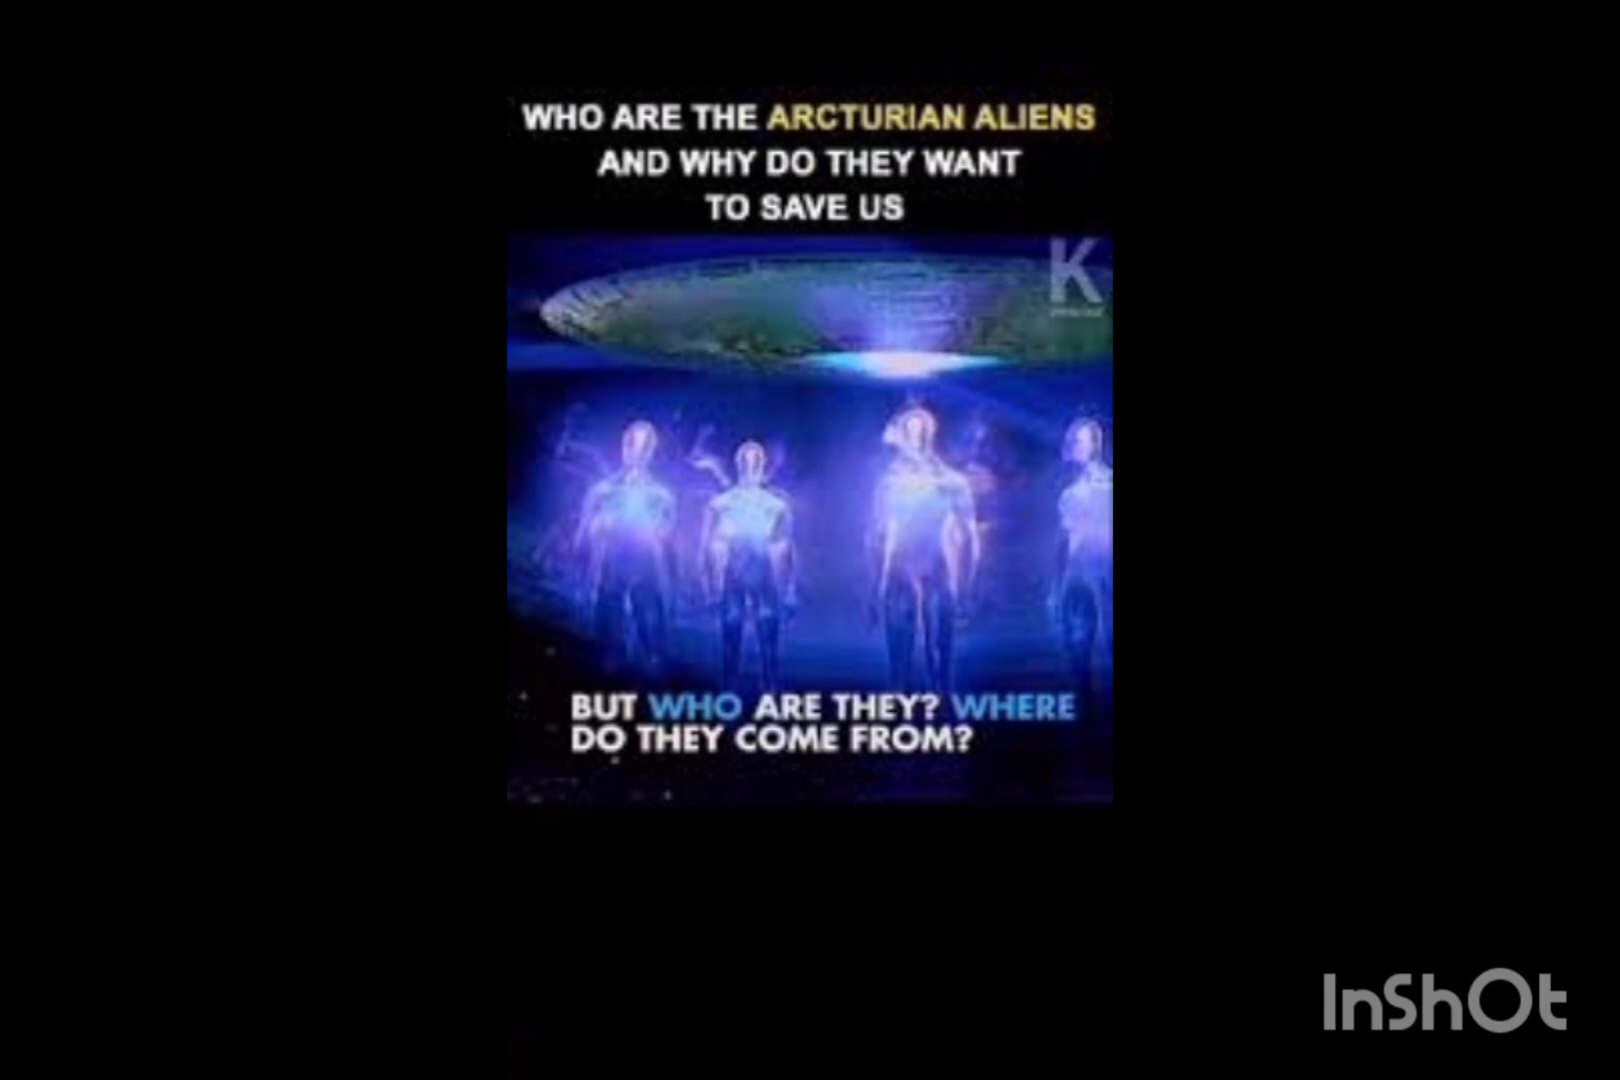 WHO ARE THE ARCTURIAN ALIENS
AND WHY DO THEY WANT
TO SAVE US
K
BUT WHO ARE THEY? WHERE
DO THEY COME FROM?
InShOt